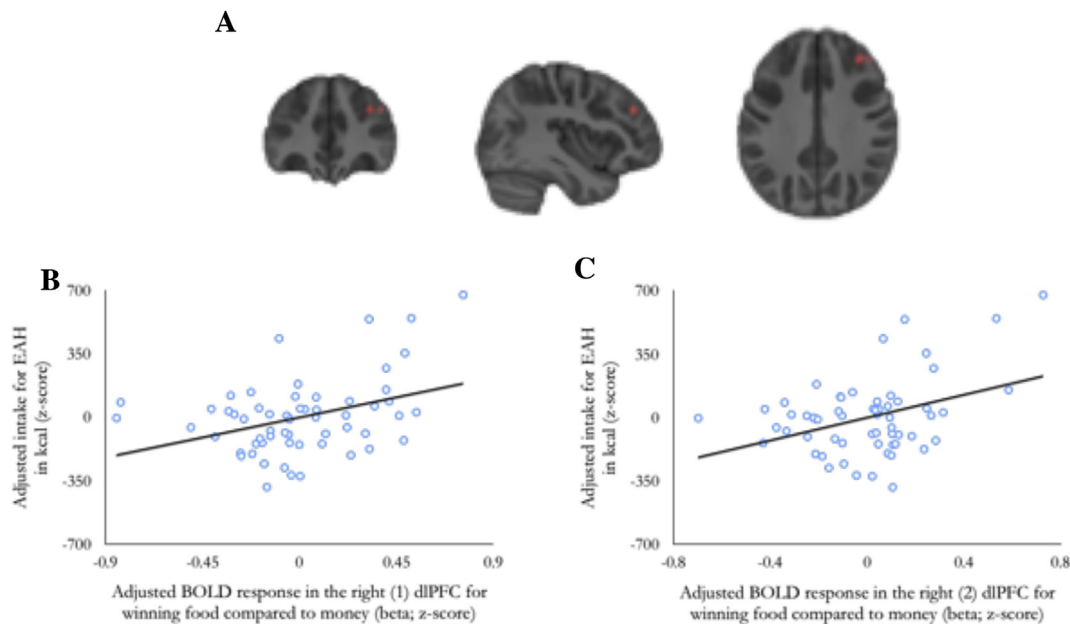 A
B
C
Adjusted intake for EAH
in kcal (z-score)
700
350
0
-350
-700
-0.9
-0.45
0
0.45
0.9
Adjusted BOLD response in the right (1) dlPFC for
winning food compared to money (beta; z-score)
Adjusted intake for EAH
in kcal (z-score)
700
350
0
-350
-700
-0.8
-0.4
0
0.4
0.8
Adjusted BOLD response in the right (2) dlPFC for
winning food compared to money (beta; z-score)